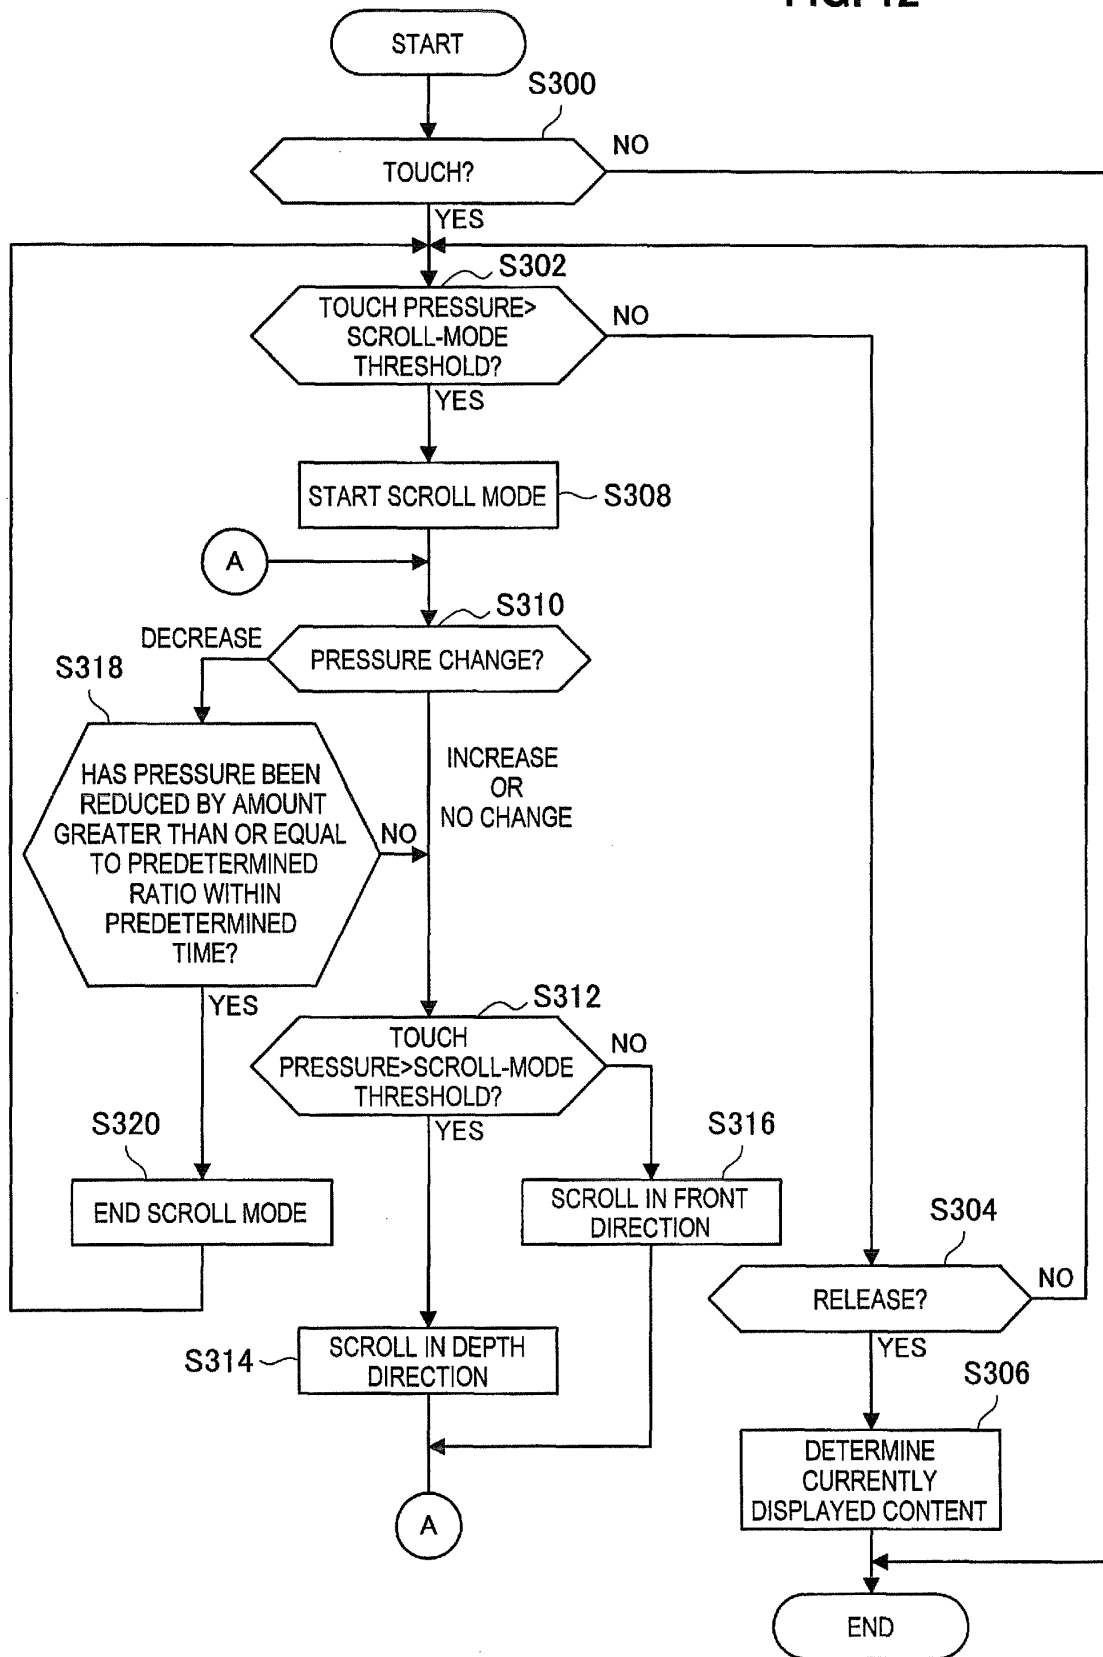 FIG. 12
START
S300
TOUCH?
NO
YES
S302
TOUCH PRESSURE>
SCROLL-MODE
THRESHOLD?
NO
YES
START SCROLL MODE
S308
A
S310
DECREASE
PRESSURE CHANGE?
S318
HAS PRESSURE BEEN
REDUCED BY AMOUNT
GREATER THAN OR EQUAL
TO PREDETERMINED
RATIO WITHIN
PREDETERMINED
TIME?
NO
INCREASE
OR
NO CHANGE
YES
S312
TOUCH
PRESSURE>SCROLL-MODE
THRESHOLD?
NO
YES
S320
END SCROLL MODE
S316
SCROLL IN FRONT
DIRECTION
S304
RELEASE?
NO
YES
S314
SCROLL IN DEPTH
DIRECTION
S306
DETERMINE
CURRENTLY
DISPLAYED CONTENT
A
END